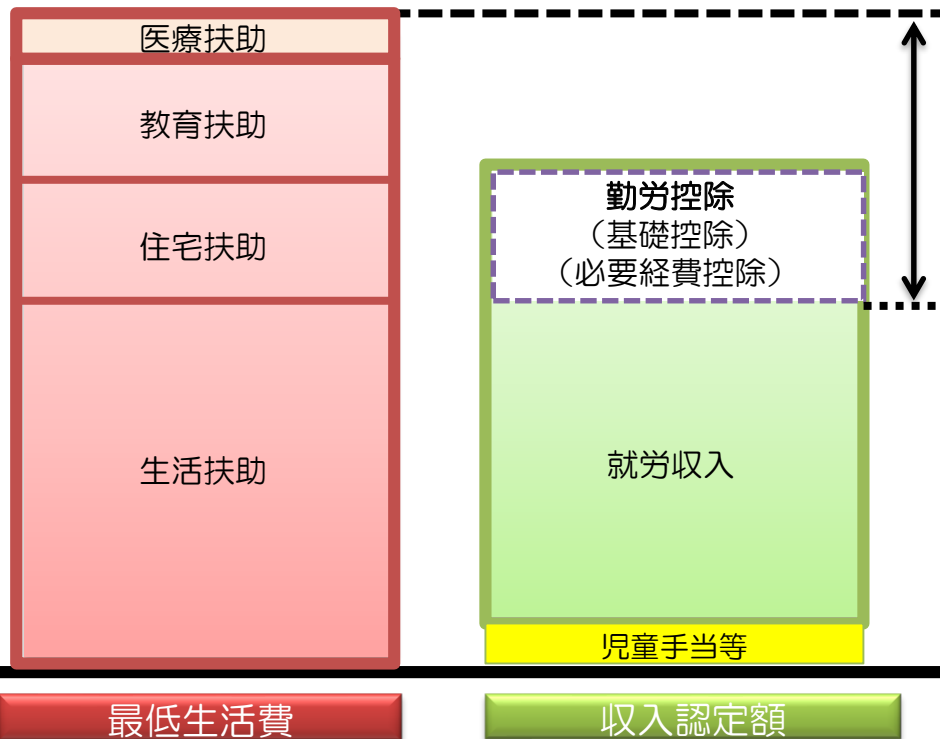 医療扶助
教育扶助
住宅扶助
生活扶助
最低生活費
勤労控除
（基礎控除）
（必要経費控除）
就労収入
児童手当等
収入認定額